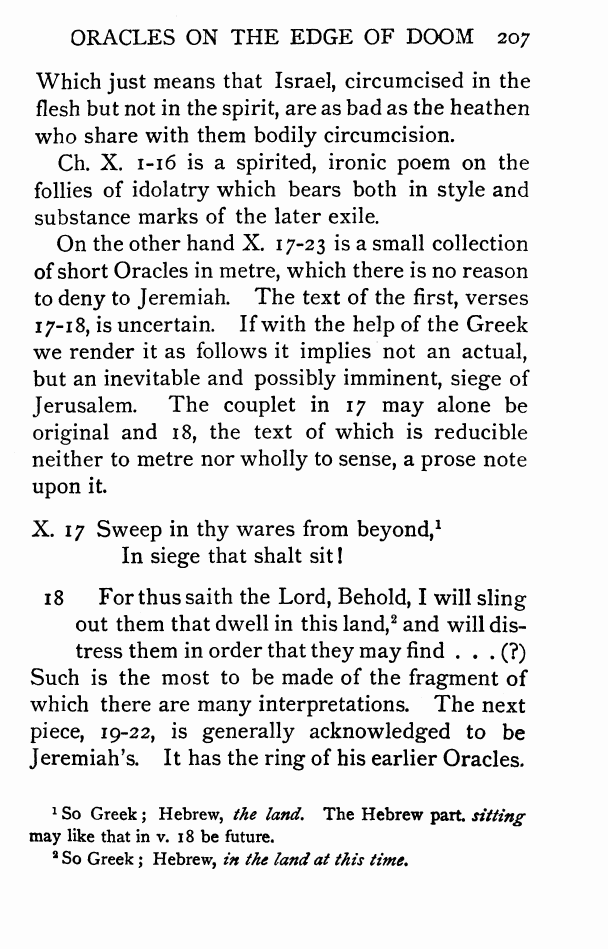 ORACLES ON THE EDGE OF DOOM 207
Which just means that Israel, circumcised in the
flesh but not in the spirit, are as bad as the heathen
who share with them bodily circumcision.
Ch. X. 1-16 is a spirited, ironic poem on the
follies of idolatry which bears both in style and
substance marks of the later exile.
On the other hand X. 17-23 is a small collection
of short Oracles in metre, which there is no reason
to deny to Jeremiah. The text of the first, verses
17-18, is uncertain. If with the help of the Greek
we render it as follows it implies not an actual,
but an inevitable and possibly imminent, siege of
Jerusalem. The couplet in 17 may alone be
original and 18, the text of which is reducible
neither to metre nor wholly to sense, a prose note
upon it.
X. 17 Sweep in thy wares from beyond,¹
In siege that shalt sit!
18 For thus saith the Lord, Behold, I will sling
out them that dwell in this land,² and will dis-
tress them in order that they may find . . . (?)
Such is the most to be made of the fragment of
which there are many interpretations. The next
piece, 19-22, is generally acknowledged to be
Jeremiah's. It has the ring of his earlier Oracles.
¹ So Greek; Hebrew, the land. The Hebrew part. sitting
may like that in v. 18 be future.
² So Greek; Hebrew, in the land at this time.